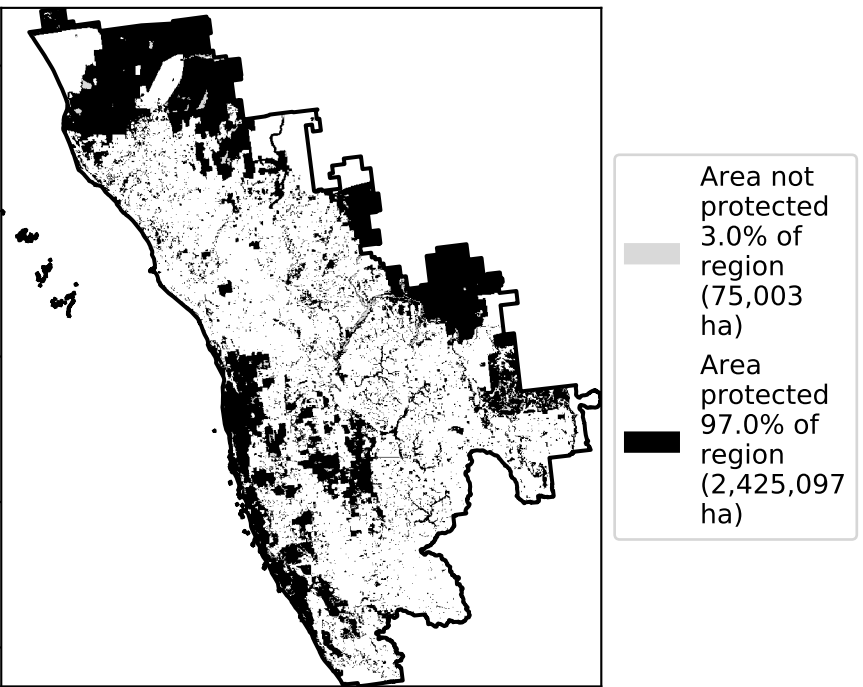 Area not
protected
3.0% of
region
(75,003
ha)
Area
protected
97.0% of
region
(2,425,097
ha)